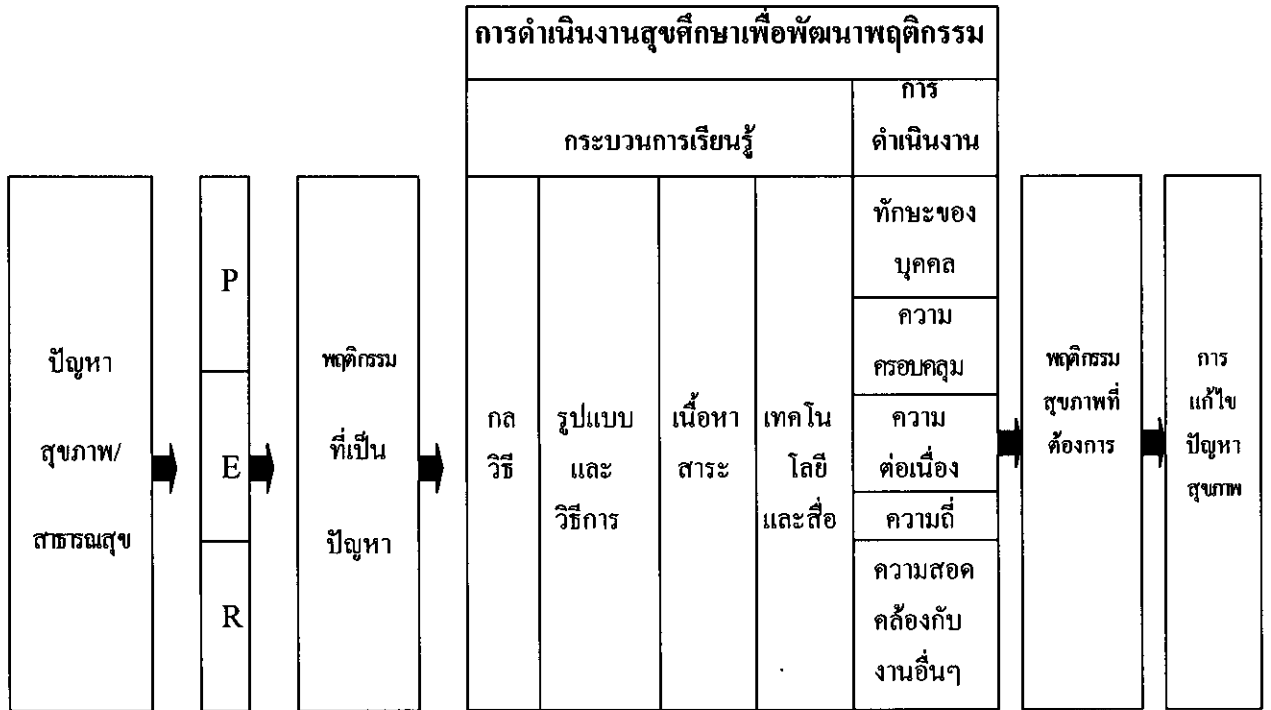 การดำเนินงานสุขศึกษาเพื่อพัฒนาพฤติกรรม
กระบวนการเรียนรู้
การ
ดำเนินงาน
ปัญหา
สุขภาพ/
สาธารณสุข
P
E
R
พฤติกรรม
ที่เป็น
ปัญหา
กล
วิธี
รูปแบบ
และ
วิธีการ
เนื้อหา
สาระ
เทคโน
โลยี
และสื่อ
ทักษะของ
บุคคล
ความ
ครอบคลุม
ความ
ต่อเนื่อง
ความถี่
ความสอด
คล้องกับ
งานอื่นๆ
พฤติกรรม
สุขภาพที่
ต้องการ
การ
แก้ไข
ปัญหา
สุขภาพ